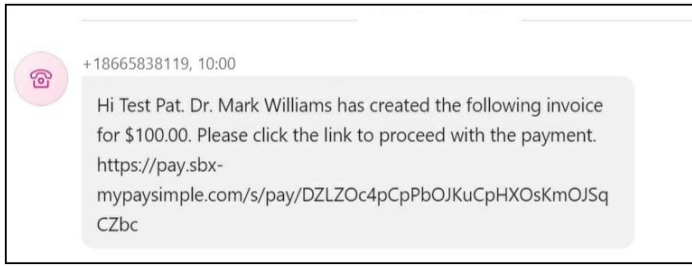 +18665838119, 10:00
Hi Test Pat. Dr. Mark Williams has created the following invoice
for $100.00. Please click the link to proceed with the payment.
https://pay.sbx-
mypaysimple.com/s/pay/DZLZOc4pCpPbOJKuCpHXOsKmOJSq
CZbc